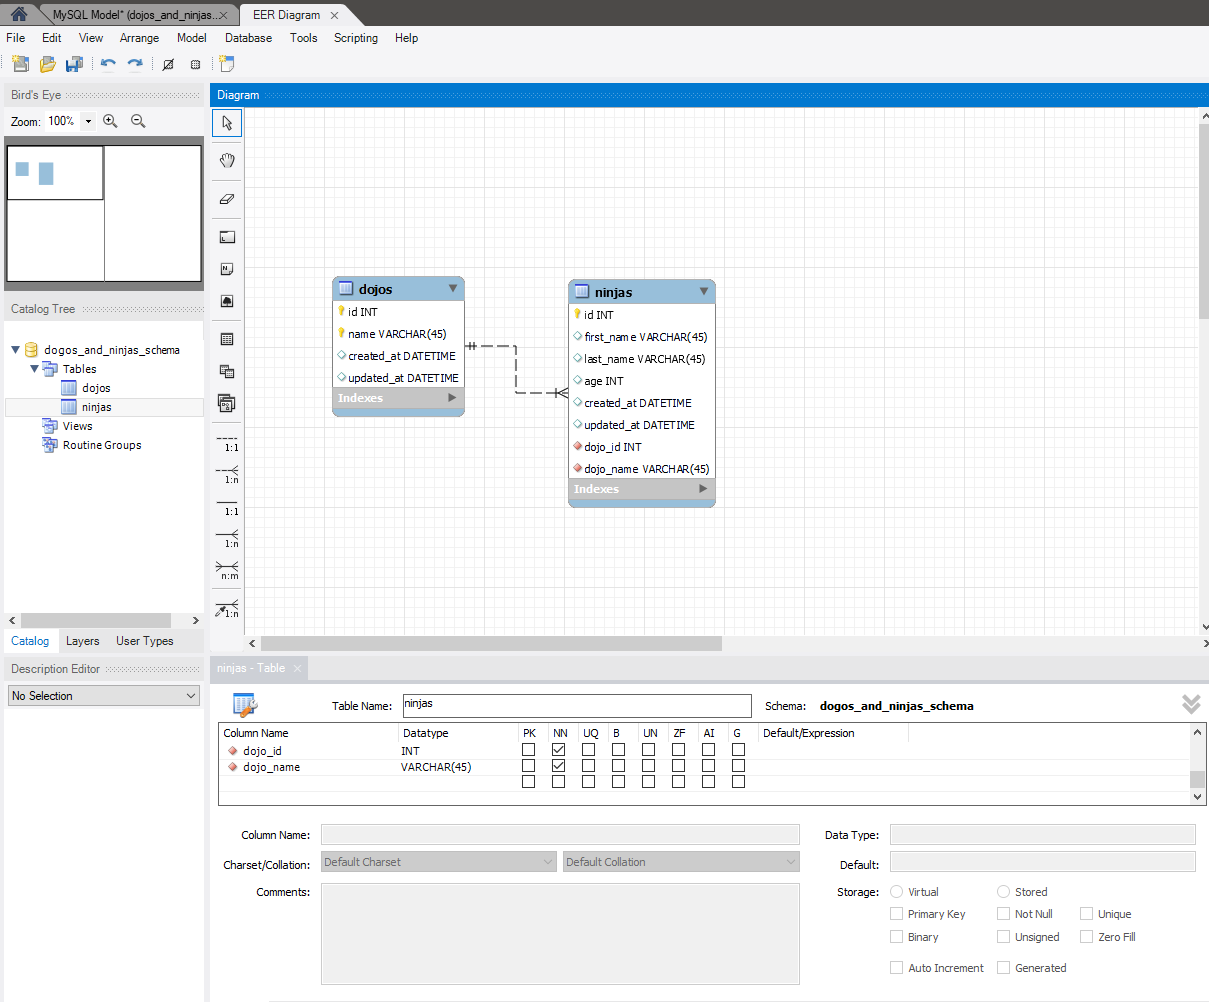 MySQL Model* (dojos_and_ninjas...
EER Diagram
File Edit View Arrange Model Database Tools Scripting Help
Bird's Eye
Zoom: 100%
Catalog Tree
dogos_and_ninjas_schema
Tables
dojos
ninjas
Views
Routine Groups
Catalog Layers User Types
Description Editor
No Selection
Diagram
1:1
1:n
1:1
1:n
n:m
1:n
dojos
id INT
name VARCHAR(45)
created_at DATETIME
updated_at DATETIME
Indexes
ninjas
id INT
first_name VARCHAR(45)
last_name VARCHAR(45)
age INT
created_at DATETIME
updated_at DATETIME
dojo_id INT
dojo_name VARCHAR(45)
Indexes
ninjas - Table
Table Name: ninjas Schema: dogos_and_ninjas_schema
Column Name Datatype PK NN UQ B UN ZF AI G Default/Expression
dojo_id INT
dojo_name VARCHAR(45)
Column Name: Data Type:
Charset/Collation: Default Charset Default Collation Default:
Comments: Storage: Virtual Stored
Primary Key Not Null Unique
Binary Unsigned Zero Fill
Auto Increment Generated